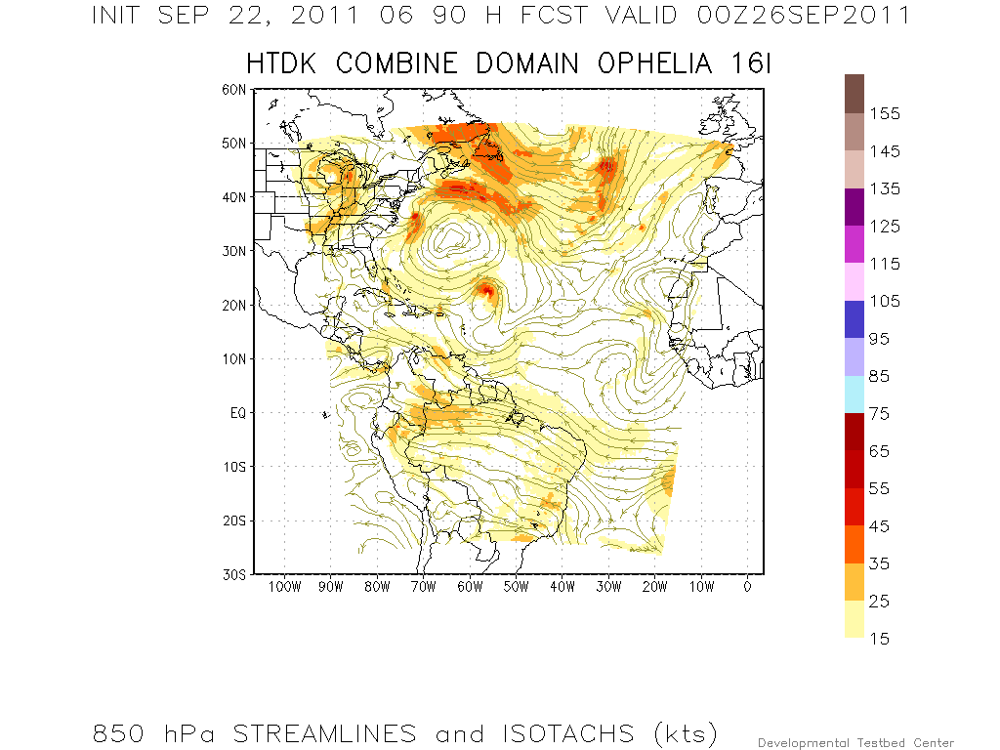 INIT SEP 22, 2011 06 90 H FCST VALID 00Z26SEP2011
HTDK COMBINE DOMAIN OPHELIA 16I
60N
50N
40N
30N
20N
10N
EQ
10S
20S
30S
100W 90W 80W 70W 60W 50W 40W 30W 20W 10W 0
155
145
135
125
115
105
95
85
75
65
55
45
35
25
15
850 hPa STREAMLINES and ISOTACHS (kts)
Developmental Testbed Center